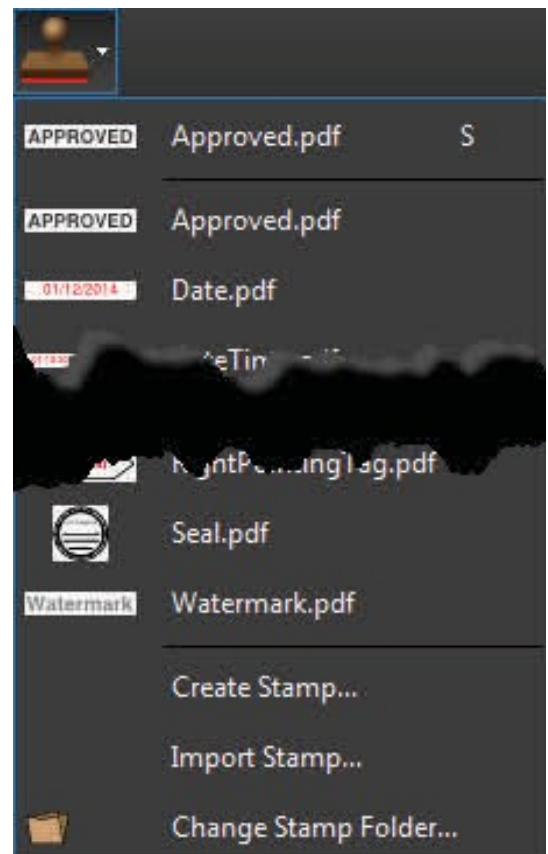 APPROVED Approved.pdf S
APPROVED Approved.pdf
01/12/2014 Date.pdf
Seal.pdf
Watermark Watermark.pdf
Create Stamp...
Import Stamp...
Change Stamp Folder...